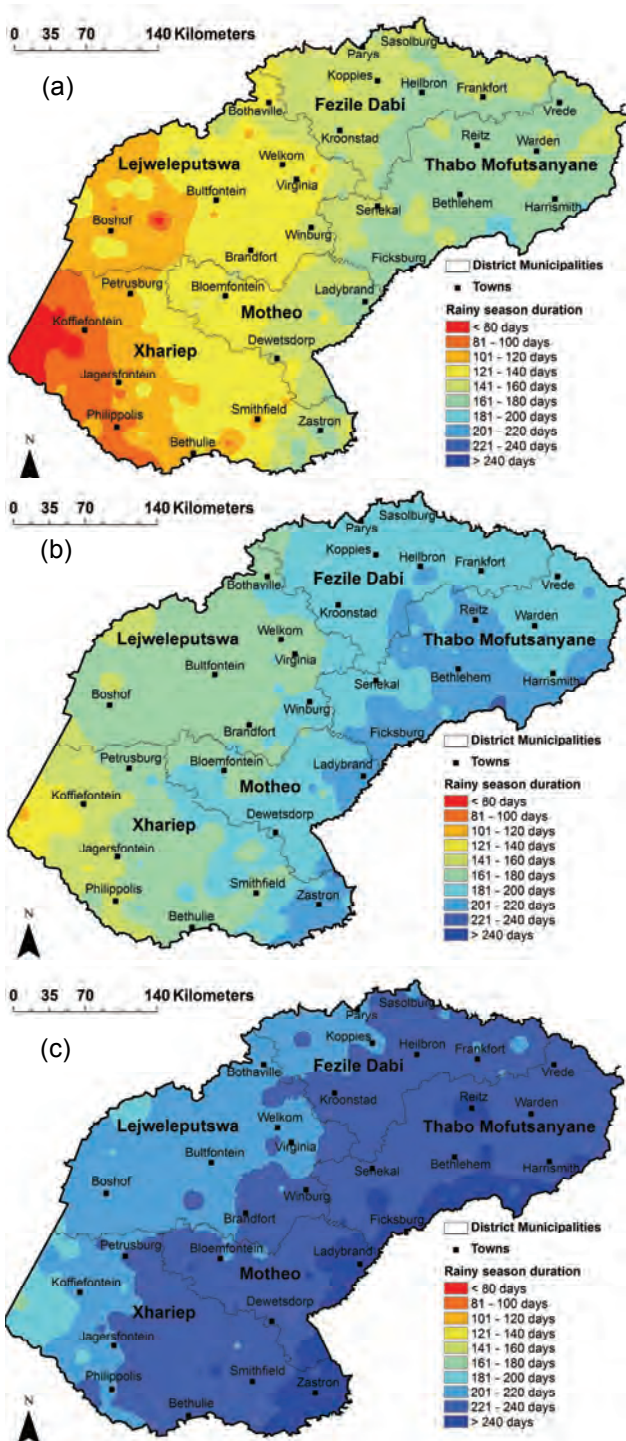 0 35 70 140 Kilometers
(a)
Sasolburg
Parys
Koppies
Heilbron
Frankfort
Fezile Dabi
Bothaville
Vrede
Kroonstad
Reitz
Warden
Lejweleputswa
Welkom
Thabo Mofutsanyane
Virginia
Bultfontein
Senekal
Bethlehem
Harrismith
Boshof
Winburg
Brandfort
Ficksburg
District Municipalities
Petrusburg
Bloemfontein
Ladybrand
Towns
Motheo
Rainy season duration
Koffiefontein
< 80 days
Dewetsdorp
81 - 100 days
Xhariep
101 - 120 days
Jagersfontein
121 - 140 days
141 - 160 days
Philippolis
Smithfield
161 - 180 days
Zastron
181 - 200 days
N
Bethulie
201 - 220 days
221 - 240 days
> 240 days
0 35 70 140 Kilometers
(b)
Sasolburg
Parys
Koppies
Heilbron
Frankfort
Fezile Dabi
Bothaville
Vrede
Kroonstad
Reitz
Warden
Lejweleputswa
Welkom
Thabo Mofutsanyane
Virginia
Bultfontein
Senekal
Bethlehem
Harrismith
Boshof
Winburg
Brandfort
Ficksburg
District Municipalities
Petrusburg
Bloemfontein
Ladybrand
Towns
Motheo
Rainy season duration
Koffiefontein
< 80 days
Dewetsdorp
81 - 100 days
Xhariep
101 - 120 days
Jagersfontein
121 - 140 days
141 - 160 days
Philippolis
Smithfield
161 - 180 days
Zastron
181 - 200 days
N
Bethulie
201 - 220 days
221 - 240 days
> 240 days
0 35 70 140 Kilometers
(c)
Sasolburg
Parys
Koppies
Heilbron
Frankfort
Fezile Dabi
Bothaville
Vrede
Kroonstad
Reitz
Warden
Lejweleputswa
Welkom
Thabo Mofutsanyane
Virginia
Bultfontein
Senekal
Bethlehem
Harrismith
Boshof
Winburg
Brandfort
Ficksburg
District Municipalities
Petrusburg
Bloemfontein
Ladybrand
Towns
Motheo
Rainy season duration
Koffiefontein
< 80 days
Dewetsdorp
81 - 100 days
Xhariep
101 - 120 days
Jagersfontein
121 - 140 days
141 - 160 days
Philippolis
Smithfield
161 - 180 days
Zastron
181 - 200 days
N
Bethulie
201 - 220 days
221 - 240 days
> 240 days